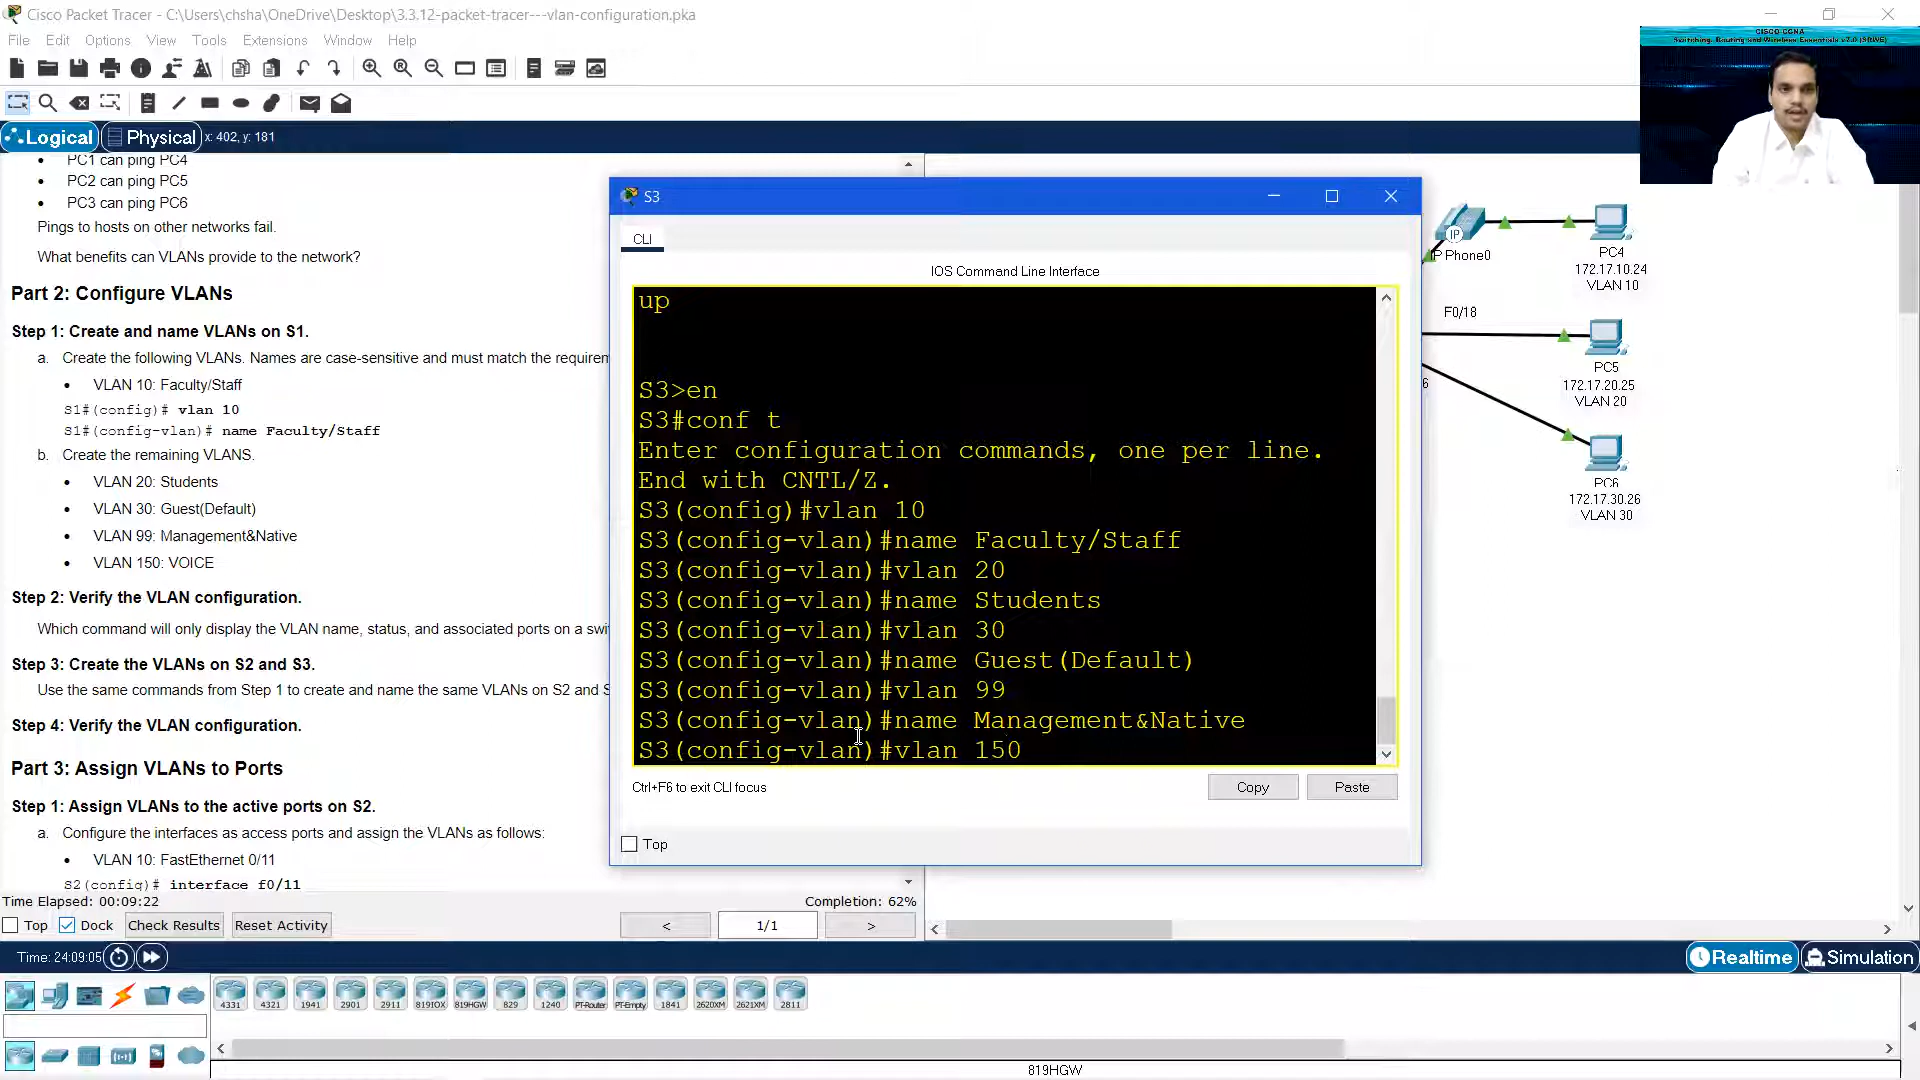 Cisco Packet Tracer - C:\Users\chsha\OneDrive\Desktop\3.3.12-packet-tracer---vlan-configuration.pka
File Edit Options View Tools Extensions Window Help
CISCO CCNA
Switching, Routing and Wireless Essentials v7.0 (SRWE)
Logical Physical x: 402, y: 181
• PC1 can ping PC4
• PC2 can ping PC5
• PC3 can ping PC6
Pings to hosts on other networks fail.
What benefits can VLANs provide to the network?
Part 2: Configure VLANs
Step 1: Create and name VLANs on S1.
a. Create the following VLANs. Names are case-sensitive and must match the requirem
• VLAN 10: Faculty/Staff
S1#(config)# vlan 10
S1#(config-vlan)# name Faculty/Staff
b. Create the remaining VLANS.
• VLAN 20: Students
• VLAN 30: Guest(Default)
• VLAN 99: Management&Native
• VLAN 150: VOICE
Step 2: Verify the VLAN configuration.
Which command will only display the VLAN name, status, and associated ports on a swi
Step 3: Create the VLANs on S2 and S3.
Use the same commands from Step 1 to create and name the same VLANs on S2 and S
Step 4: Verify the VLAN configuration.
Part 3: Assign VLANs to Ports
Step 1: Assign VLANs to the active ports on S2.
a. Configure the interfaces as access ports and assign the VLANs as follows:
• VLAN 10: FastEthernet 0/11
S2(config)# interface f0/11
Time Elapsed: 00:09:22
Completion: 62%
Top Dock Check Results Reset Activity < 1/1 >
S3
CLI
IOS Command Line Interface
up
S3>en
S3#conf t
Enter configuration commands, one per line.
End with CNTL/Z.
S3(config)#vlan 10
S3(config-vlan)#name Faculty/Staff
S3(config-vlan)#vlan 20
S3(config-vlan)#name Students
S3(config-vlan)#vlan 30
S3(config-vlan)#name Guest(Default)
S3(config-vlan)#vlan 99
S3(config-vlan)#name Management&Native
S3(config-vlan)#vlan 150
Ctrl+F6 to exit CLI focus
Copy Paste
Top
IP
IP Phone0
PC4
172.17.10.24
VLAN 10
F0/18
PC5
172.17.20.25
VLAN 20
6
PC6
172.17.30.26
VLAN 30
Time: 24:09:05
Realtime Simulation
4331 4321 1941 2901 2911 819IOX 819HGW 829 1240 PT-Router PT-Empty 1841 2620XM 2621XM 2811
819HGW